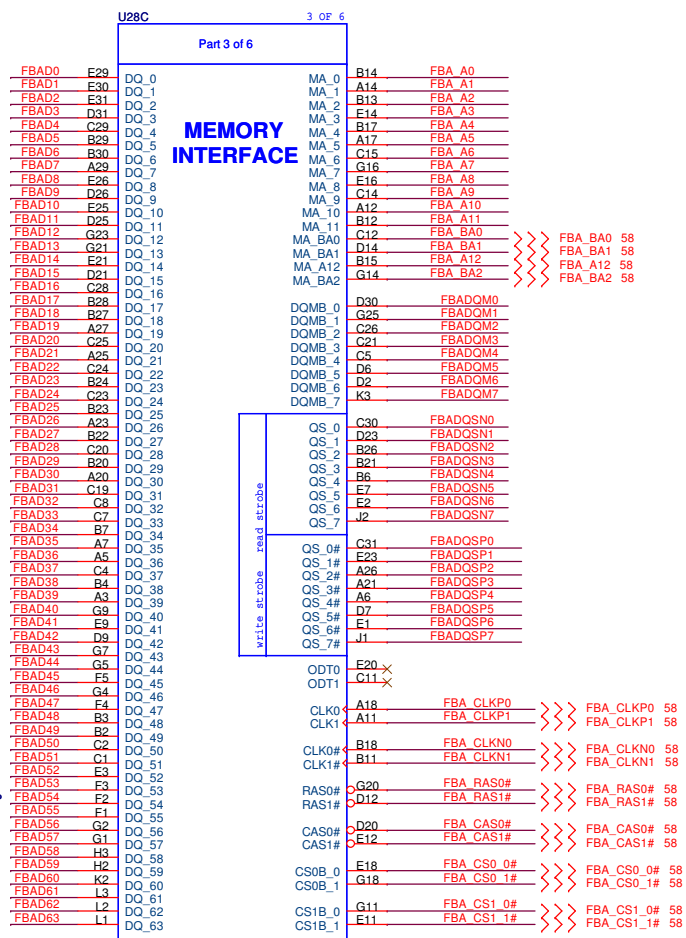 U28C 3 OF 6
Part 3 of 6
MEMORY
INTERFACE
FBAD0 E29 DQ_0
FBAD1 E30 DQ_1
FBAD2 E31 DQ_2
FBAD3 D31 DQ_3
FBAD4 C29 DQ_4
FBAD5 B29 DQ_5
FBAD6 B30 DQ_6
FBAD7 A29 DQ_7
FBAD8 E26 DQ_8
FBAD9 D26 DQ_9
FBAD10 E25 DQ_10
FBAD11 D25 DQ_11
FBAD12 G23 DQ_12
FBAD13 G21 DQ_13
FBAD14 E21 DQ_14
FBAD15 D21 DQ_15
FBAD16 C28 DQ_16
FBAD17 B28 DQ_17
FBAD18 B27 DQ_18
FBAD19 A27 DQ_19
FBAD20 C25 DQ_20
FBAD21 A25 DQ_21
FBAD22 C24 DQ_22
FBAD23 B24 DQ_23
FBAD24 C23 DQ_24
FBAD25 B23 DQ_25
FBAD26 A23 DQ_26
FBAD27 B22 DQ_27
FBAD28 C20 DQ_28
FBAD29 B20 DQ_29
FBAD30 A20 DQ_30
FBAD31 C19 DQ_31
FBAD32 C8 DQ_32
FBAD33 C7 DQ_33
FBAD34 B7 DQ_34
FBAD35 A7 DQ_35
FBAD36 A5 DQ_36
FBAD37 C4 DQ_37
FBAD38 B4 DQ_38
FBAD39 A3 DQ_39
FBAD40 G9 DQ_40
FBAD41 E9 DQ_41
FBAD42 D9 DQ_42
FBAD43 G7 DQ_43
FBAD44 G5 DQ_44
FBAD45 F5 DQ_45
FBAD46 G4 DQ_46
FBAD47 F4 DQ_47
FBAD48 B3 DQ_48
FBAD49 B2 DQ_49
FBAD50 C2 DQ_50
FBAD51 C1 DQ_51
FBAD52 E3 DQ_52
FBAD53 F3 DQ_53
FBAD54 F2 DQ_54
FBAD55 F1 DQ_55
FBAD56 G2 DQ_56
FBAD57 G1 DQ_57
FBAD58 H3 DQ_58
FBAD59 H2 DQ_59
FBAD60 K2 DQ_60
FBAD61 L3 DQ_61
FBAD62 L2 DQ_62
FBAD63 L1 DQ_63
MA_0 B14 FBA_A0
MA_1 A14 FBA_A1
MA_2 B13 FBA_A2
MA_3 E14 FBA_A3
MA_4 B17 FBA_A4
MA_5 A17 FBA_A5
MA_6 C15 FBA_A6
MA_7 G16 FBA_A7
MA_8 E16 FBA_A8
MA_9 C14 FBA_A9
MA_10 A12 FBA_A10
MA_11 B12 FBA_A11
MA_BA0 C12 FBA_BA0 FBA_BA0 58
MA_BA1 D14 FBA_BA1 FBA_BA1 58
MA_A12 B15 FBA_A12 FBA_A12 58
MA_BA2 G14 FBA_BA2 FBA_BA2 58
DQMB_0 D30 FBADQM0
DQMB_1 G25 FBADQM1
DQMB_2 C26 FBADQM2
DQMB_3 C21 FBADQM3
DQMB_4 C5 FBADQM4
DQMB_5 D6 FBADQM5
DQMB_6 D2 FBADQM6
DQMB_7 K3 FBADQM7
read strobe
QS_0 C30 FBADQSN0
QS_1 D23 FBADQSN1
QS_2 B26 FBADQSN2
QS_3 B21 FBADQSN3
QS_4 B6 FBADQSN4
QS_5 E7 FBADQSN5
QS_6 E2 FBADQSN6
QS_7 J2 FBADQSN7
write strobe
QS_0# C31 FBADQSP0
QS_1# E23 FBADQSP1
QS_2# A26 FBADQSP2
QS_3# A21 FBADQSP3
QS_4# A6 FBADQSP4
QS_5# D7 FBADQSP5
QS_6# E1 FBADQSP6
QS_7# J1 FBADQSP7
ODT0 E20
ODT1 C11
CLK0 A18 FBA_CLKP0 FBA_CLKP0 58
CLK1 A11 FBA_CLKP1 FBA_CLKP1 58
CLK0# B18 FBA_CLKN0 FBA_CLKN0 58
CLK1# B11 FBA_CLKN1 FBA_CLKN1 58
RAS0# G20 FBA_RAS0# FBA_RAS0# 58
RAS1# D12 FBA_RAS1# FBA_RAS1# 58
CAS0# D20 FBA_CAS0# FBA_CAS0# 58
CAS1# E12 FBA_CAS1# FBA_CAS1# 58
CS0B_0 E18 FBA_CS0_0# FBA_CS0_0# 58
CS0B_1 G18 FBA_CS0_1# FBA_CS0_1# 58
CS1B_0 G11 FBA_CS1_0# FBA_CS1_0# 58
CS1B_1 E11 FBA_CS1_1# FBA_CS1_1# 58